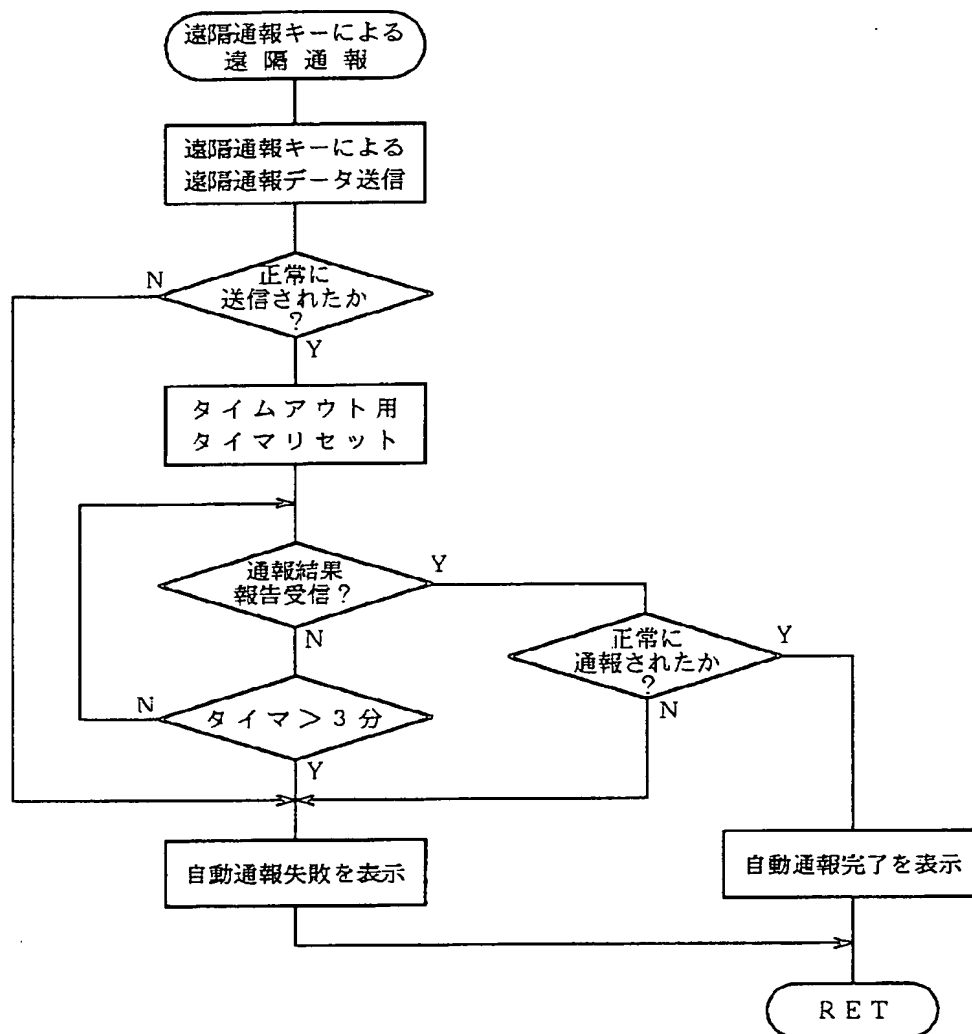 遠隔通報キーによる
遠隔通報
遠隔通報キーによる
遠隔通報データ送信
正常に
送信されたか
?
N
Y
タイムアウト用
タイマリセット
通報結果
報告受信?
Y
N
正常に
通報されたか
?
Y
N
タイマ>3分
N
Y
自動通報失敗を表示
自動通報完了を表示
RET